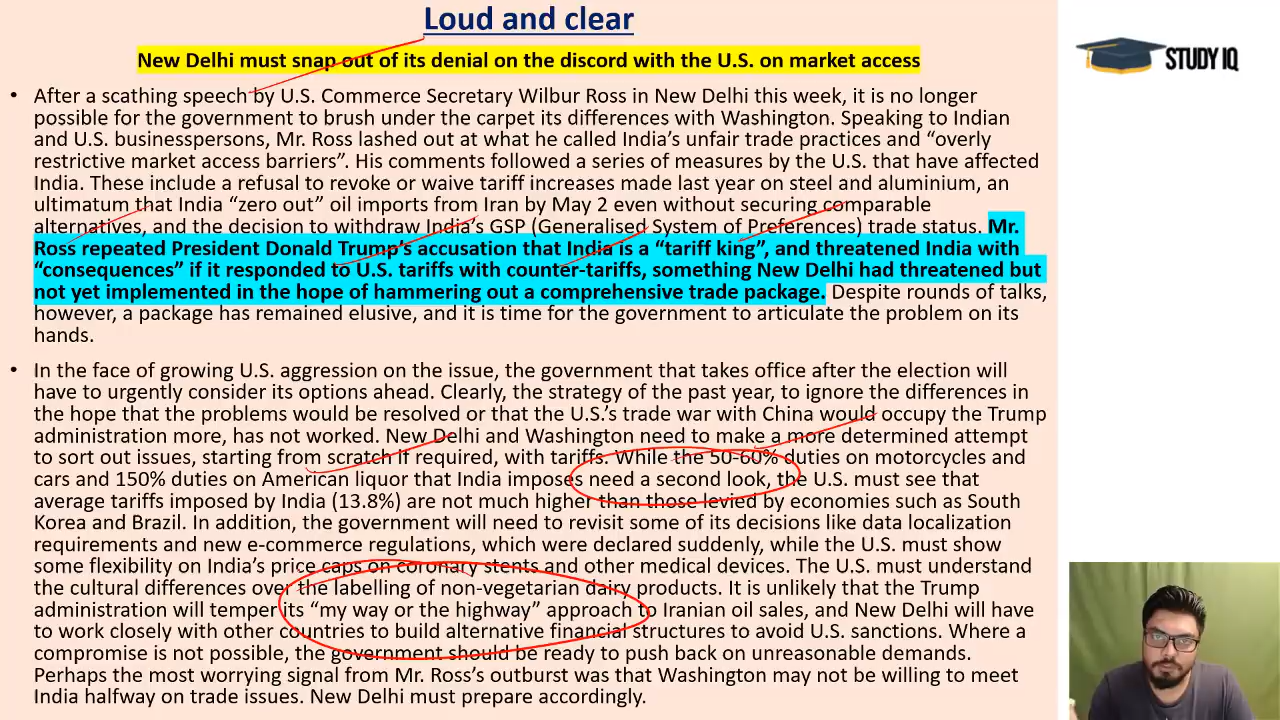 Loud and clear
New Delhi must snap out of its denial on the discord with the U.S. on market access
STUDY IQ
• After a scathing speech by U.S. Commerce Secretary Wilbur Ross in New Delhi this week, it is no longer
possible for the government to brush under the carpet its differences with Washington. Speaking to Indian
and U.S. businesspersons, Mr. Ross lashed out at what he called India’s unfair trade practices and “overly
restrictive market access barriers”. His comments followed a series of measures by the U.S. that have affected
India. These include a refusal to revoke or waive tariff increases made last year on steel and aluminium, an
ultimatum that India “zero out” oil imports from Iran by May 2 even without securing comparable
alternatives, and the decision to withdraw India’s GSP (Generalised System of Preferences) trade status. Mr.
Ross repeated President Donald Trump’s accusation that India is a “tariff king”, and threatened India with
“consequences” if it responded to U.S. tariffs with counter-tariffs, something New Delhi had threatened but
not yet implemented in the hope of hammering out a comprehensive trade package. Despite rounds of talks,
however, a package has remained elusive, and it is time for the government to articulate the problem on its
hands.
• In the face of growing U.S. aggression on the issue, the government that takes office after the election will
have to urgently consider its options ahead. Clearly, the strategy of the past year, to ignore the differences in
the hope that the problems would be resolved or that the U.S.’s trade war with China would occupy the Trump
administration more, has not worked. New Delhi and Washington need to make a more determined attempt
to sort out issues, starting from scratch if required, with tariffs. While the 50-60% duties on motorcycles and
cars and 150% duties on American liquor that India imposes need a second look, the U.S. must see that
average tariffs imposed by India (13.8%) are not much higher than those levied by economies such as South
Korea and Brazil. In addition, the government will need to revisit some of its decisions like data localization
requirements and new e-commerce regulations, which were declared suddenly, while the U.S. must show
some flexibility on India’s price caps on coronary stents and other medical devices. The U.S. must understand
the cultural differences over the labelling of non-vegetarian dairy products. It is unlikely that the Trump
administration will temper its “my way or the highway” approach to Iranian oil sales, and New Delhi will have
to work closely with other countries to build alternative financial structures to avoid U.S. sanctions. Where a
compromise is not possible, the government should be ready to push back on unreasonable demands.
Perhaps the most worrying signal from Mr. Ross’s outburst was that Washington may not be willing to meet
India halfway on trade issues. New Delhi must prepare accordingly.